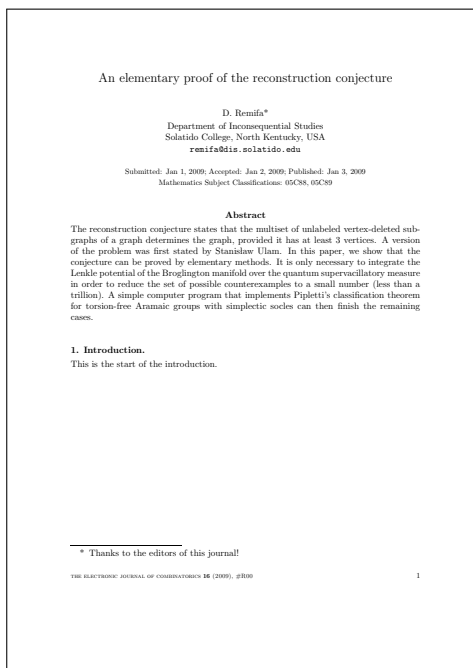 An elementary proof of the reconstruction conjecture
D. Remifa*
Department of Inconsequential Studies
Solatido College, North Kentucky, USA
remifa@dis.solatido.edu
Submitted: Jan 1, 2009; Accepted: Jan 2, 2009; Published: Jan 3, 2009
Mathematics Subject Classifications: 05C88, 05C89
Abstract
The reconstruction conjecture states that the multiset of unlabeled vertex-deleted sub-
graphs of a graph determines the graph, provided it has at least 3 vertices. A version
of the problem was first stated by Stanisław Ulam. In this paper, we show that the
conjecture can be proved by elementary methods. It is only necessary to integrate the
Lenkle potential of the Broglington manifold over the quantum supervacillatory measure
in order to reduce the set of possible counterexamples to a small number (less than a
trillion). A simple computer program that implements Pipletti's classification theorem
for torsion-free Aramaic groups with simplectic socles can then finish the remaining
cases.
1. Introduction.
This is the start of the introduction.
* Thanks to the editors of this journal!
THE ELECTRONIC JOURNAL OF COMBINATORICS 16 (2009), #R00 1